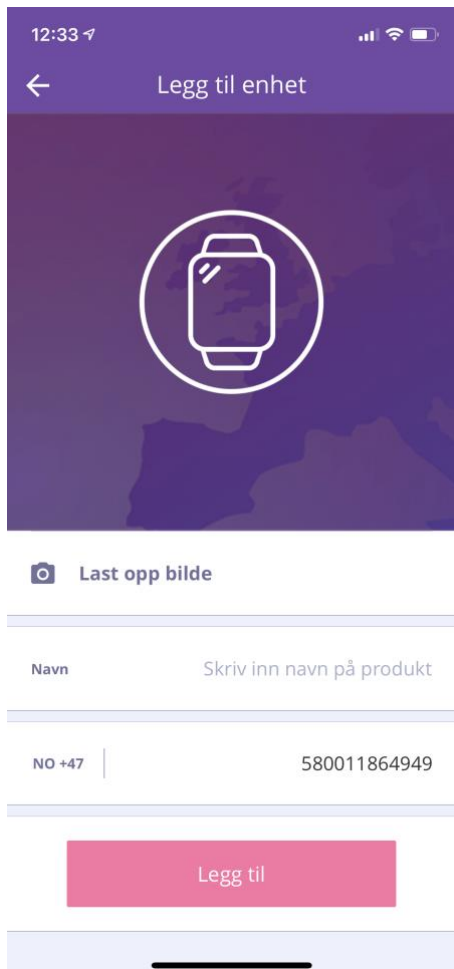 12:33
Legg til enhet
Last opp bilde
Navn
Skriv inn navn på produkt
NO +47
580011864949
Legg til